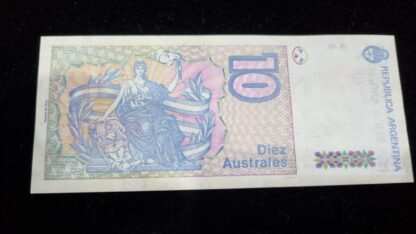 10
Diez
Australes
REPUBLICA ARGENTINA